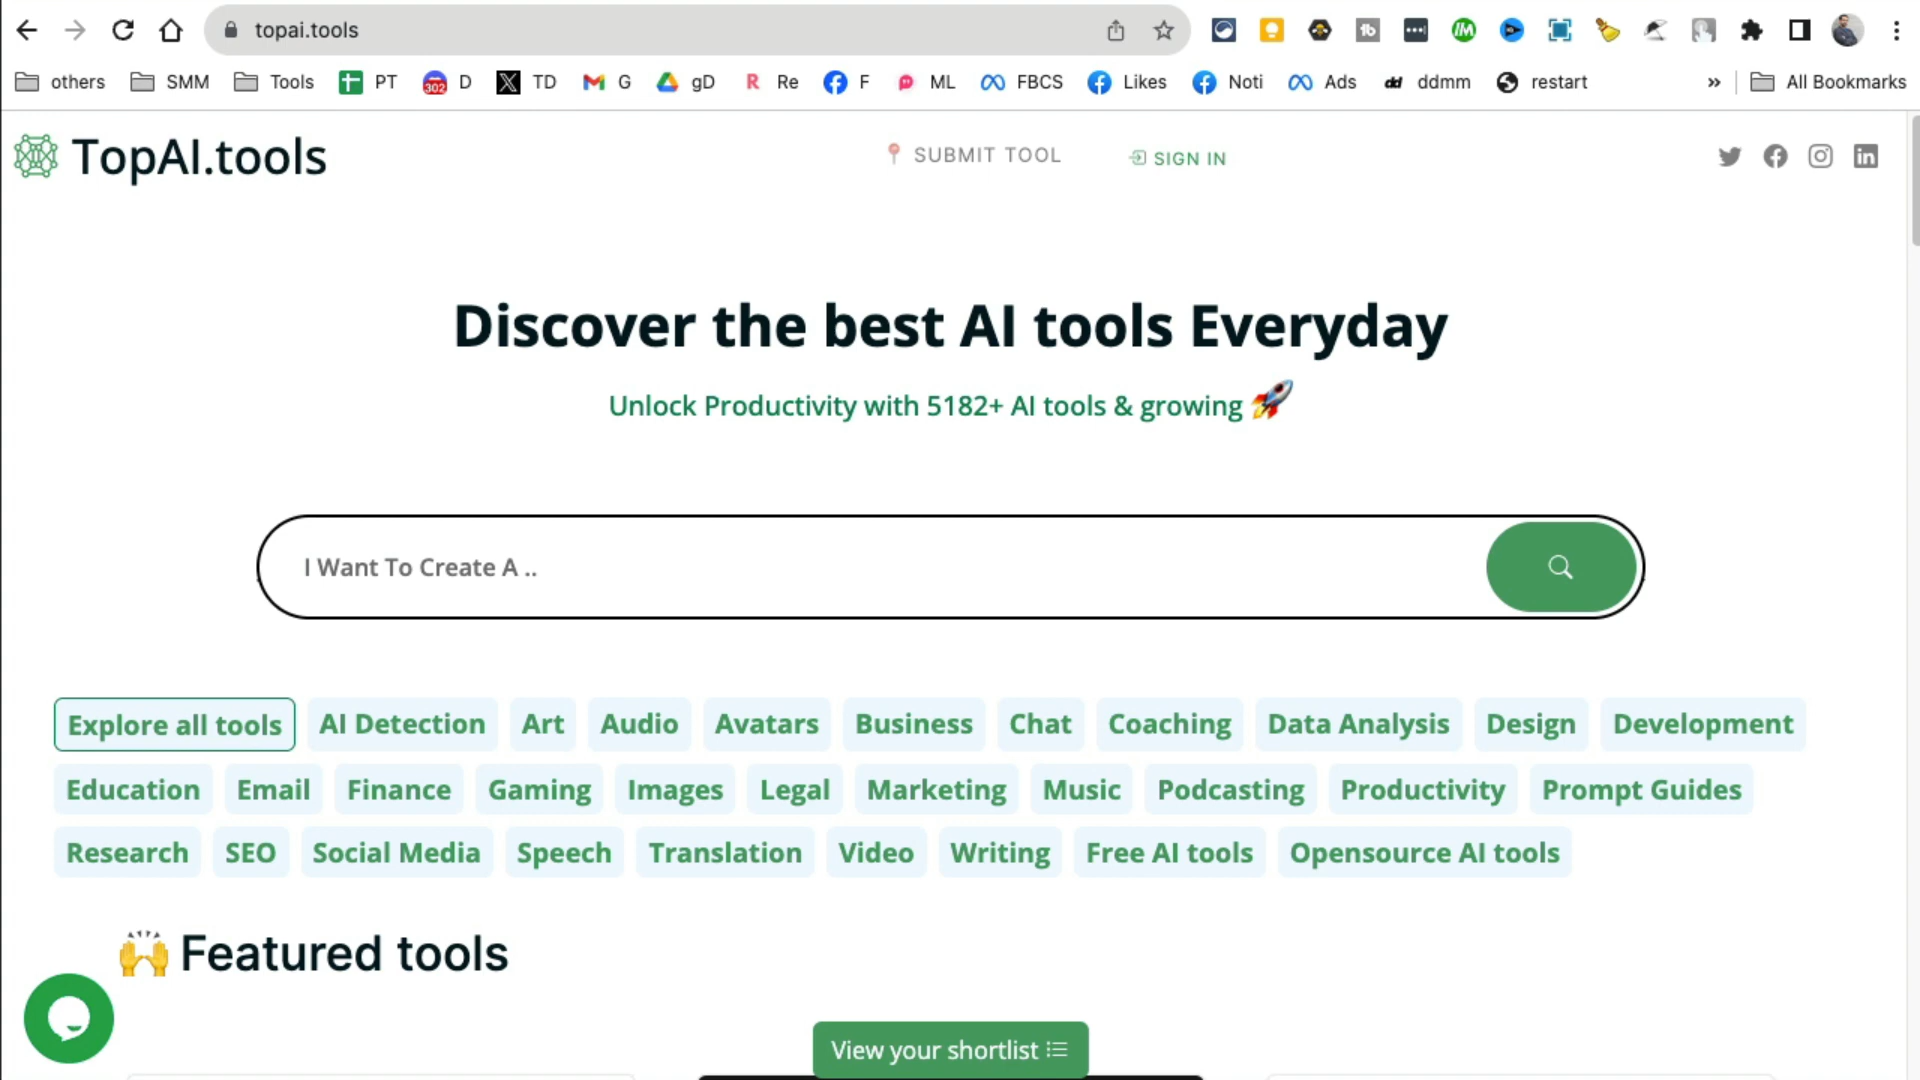 topai.tools
others SMM Tools PT 302 D TD G gD R Re F ML FBCS Likes Noti Ads dd ddmm restart » All Bookmarks
TopAI.tools
SUBMIT TOOL
SIGN IN
Discover the best AI tools Everyday
Unlock Productivity with 5182+ AI tools & growing 🚀
I Want To Create A ..
Explore all tools AI Detection Art Audio Avatars Business Chat Coaching Data Analysis Design Development
Education Email Finance Gaming Images Legal Marketing Music Podcasting Productivity Prompt Guides
Research SEO Social Media Speech Translation Video Writing Free AI tools Opensource AI tools
🙌 Featured tools
View your shortlist